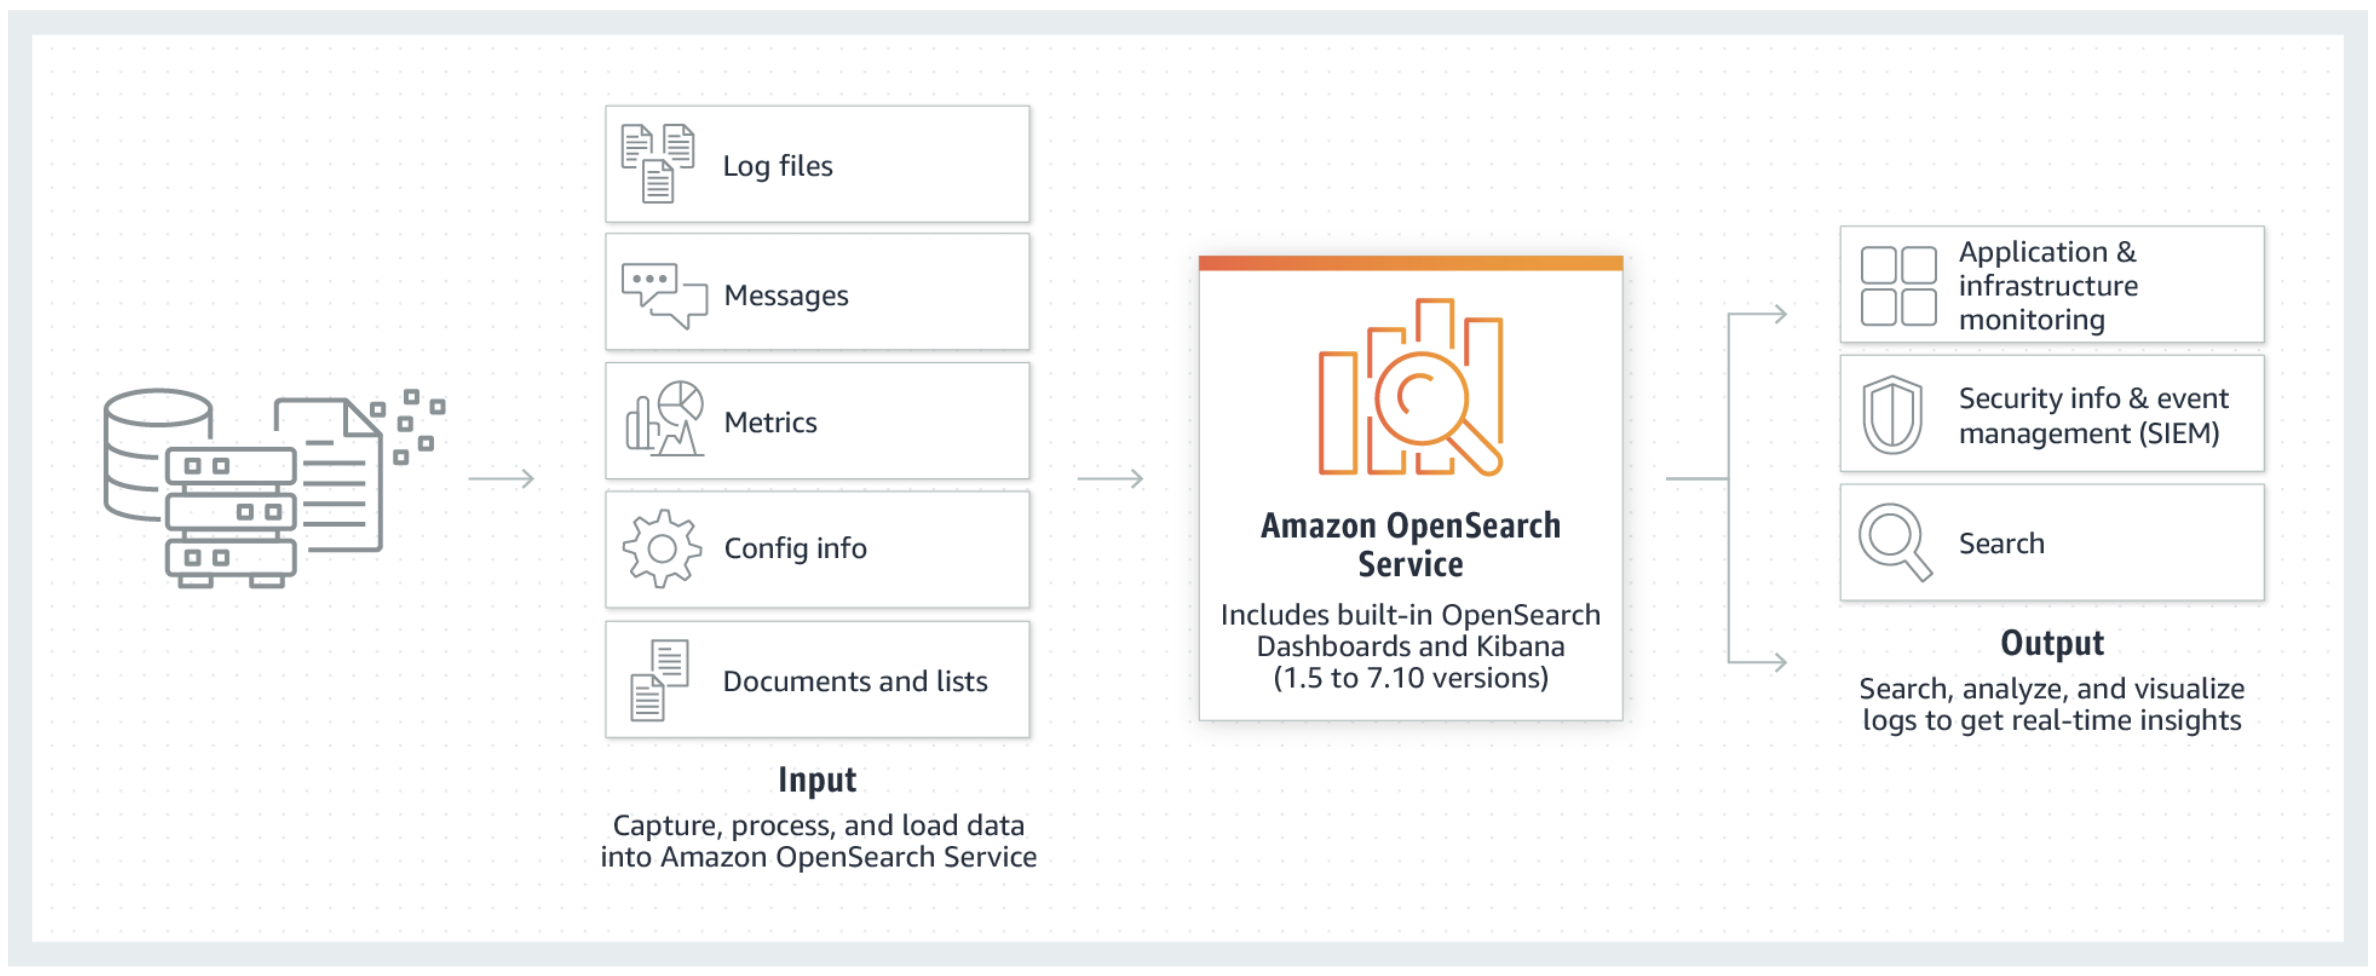 Log files
Messages
Metrics
Config info
Documents and lists
Input
Capture, process, and load data
into Amazon OpenSearch Service
Amazon OpenSearch
Service
Includes built-in OpenSearch
Dashboards and Kibana
(1.5 to 7.10 versions)
Application &
infrastructure
monitoring
Security info & event
management (SIEM)
Search
Output
Search, analyze, and visualize
logs to get real-time insights